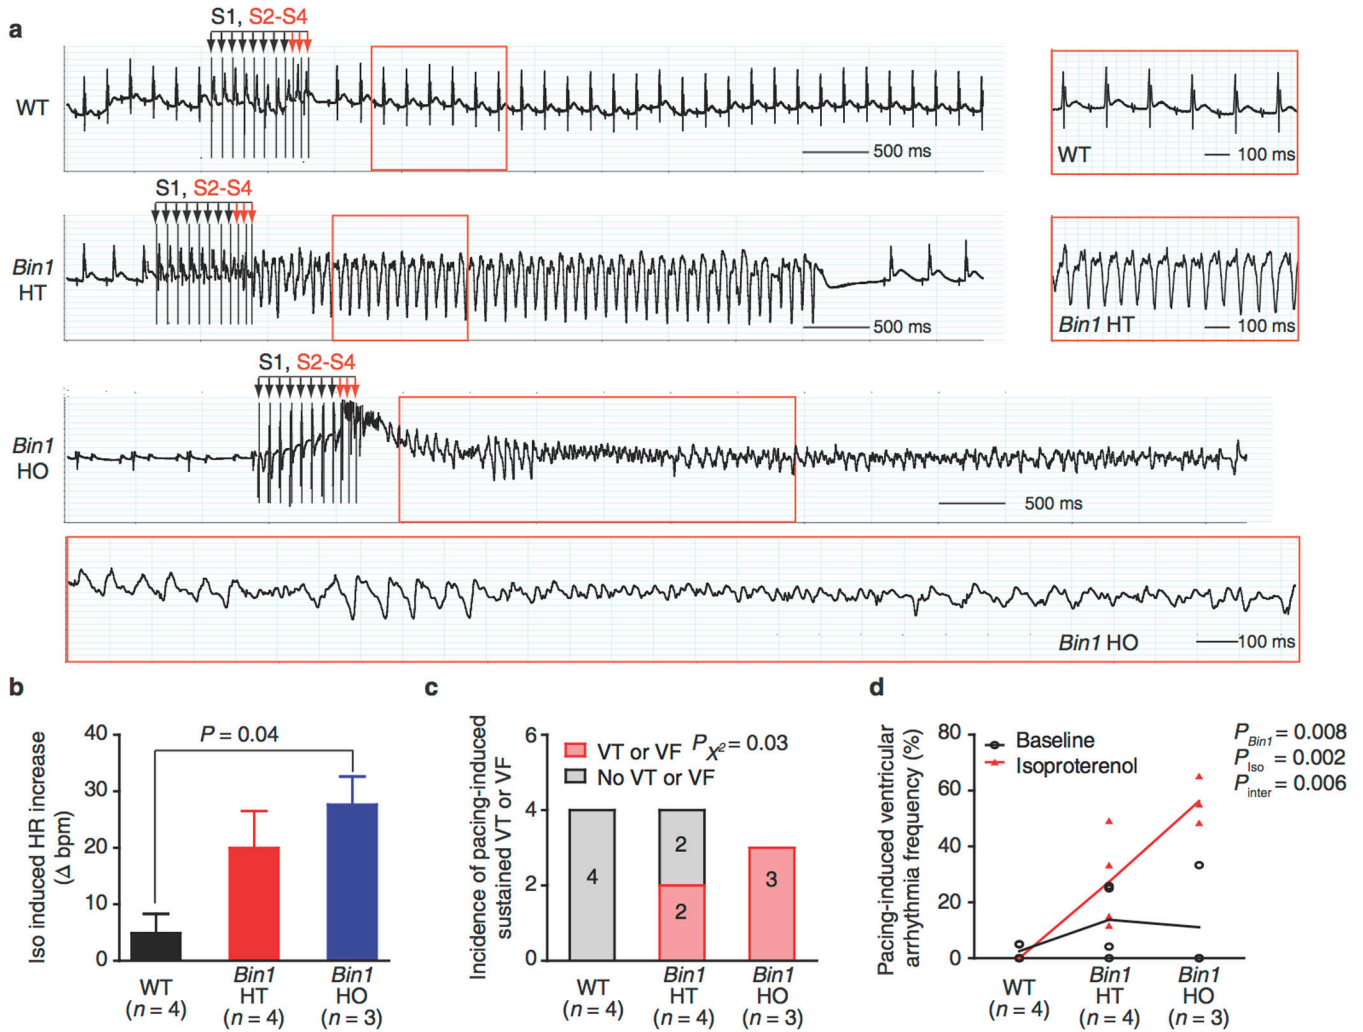 a
S1, S2-S4
WT
500 ms
WT
100 ms
S1, S2-S4
Bin1
HT
500 ms
Bin1 HT
100 ms
S1, S2-S4
Bin1
HO
500 ms
Bin1 HO
100 ms
b
Iso induced HR increase
(Δ bpm)
40
30
20
10
0
P = 0.04
WT
(n = 4)
Bin1
HT
(n = 4)
Bin1
HO
(n = 3)
c
Incidence of pacing-induced
sustained VT or VF
6
4
2
0
VT or VF
No VT or VF
Pχ² = 0.03
4
2
2
3
WT
(n = 4)
Bin1
HT
(n = 4)
Bin1
HO
(n = 3)
d
Pacing-induced ventricular
arrhythmia frequency (%)
80
60
40
20
0
Baseline
Isoproterenol
PBin1 = 0.008
PIso = 0.002
Pinter = 0.006
WT
(n = 4)
Bin1
HT
(n = 4)
Bin1
HO
(n = 3)